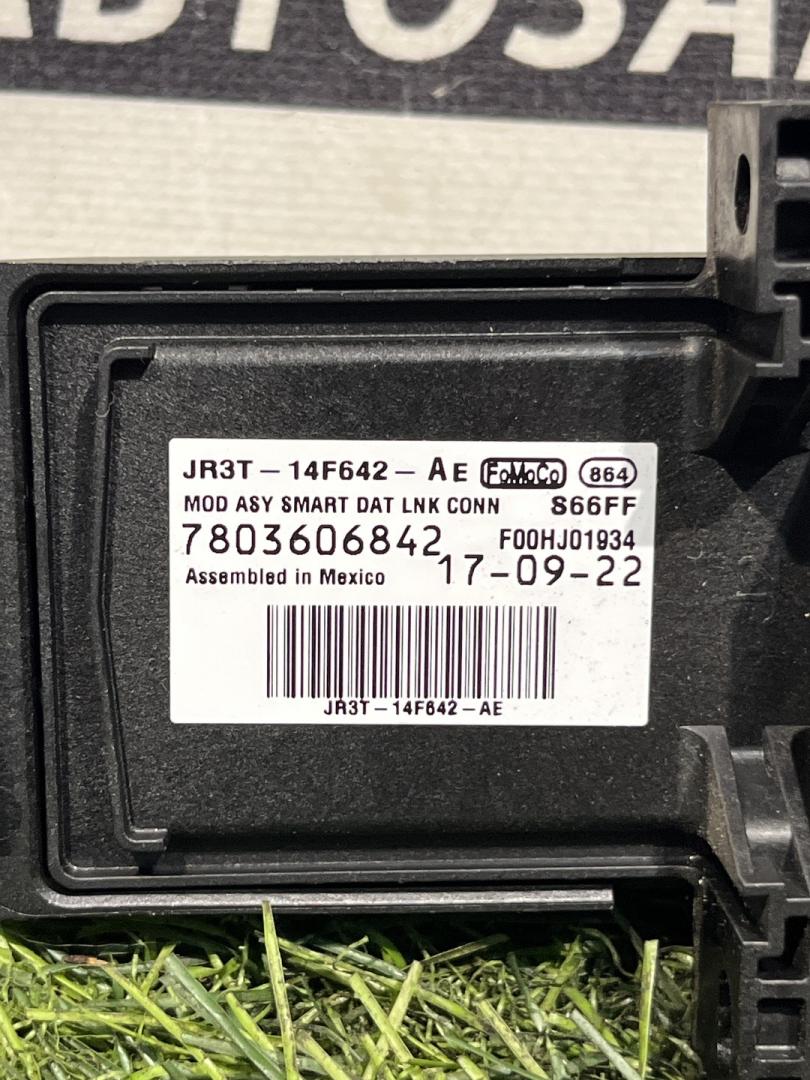 AVTOSA
JR3T – 14F642 – AE FoMoCo 864
MOD ASY SMART DAT LNK CONN S66FF
7803606842 F00HJ01934
Assembled in Mexico 17-09-22
JR3T – 14F642 – AE